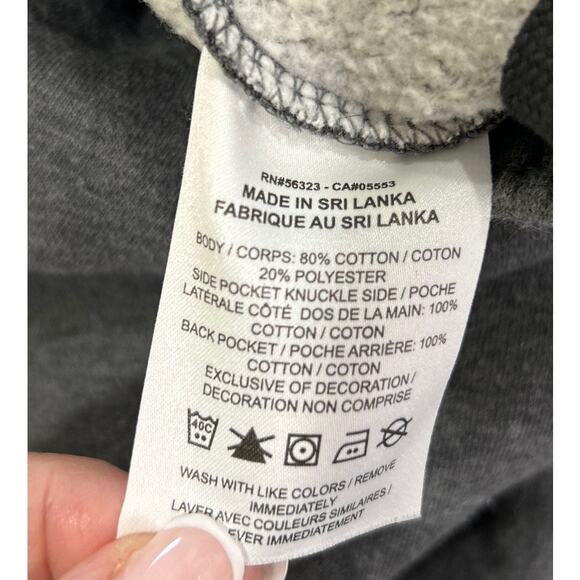 RN#56323 - CA#05553
MADE IN SRI LANKA
FABRIQUE AU SRI LANKA
BODY / CORPS: 80% COTTON / COTON
20% POLYESTER
SIDE POCKET KNUCKLE SIDE / POCHE
LATÉRALE CÔTÉ DOS DE LA MAIN: 100%
COTTON / COTON
BACK POCKET / POCHE ARRIÈRE: 100%
COTTON / COTON
EXCLUSIVE OF DECORATION /
DECORATION NON COMPRISE
40C
WASH WITH LIKE COLORS / REMOVE
IMMEDIATELY
LAVER AVEC COULEURS SIMILAIRES /
IMMEDIATEMENT